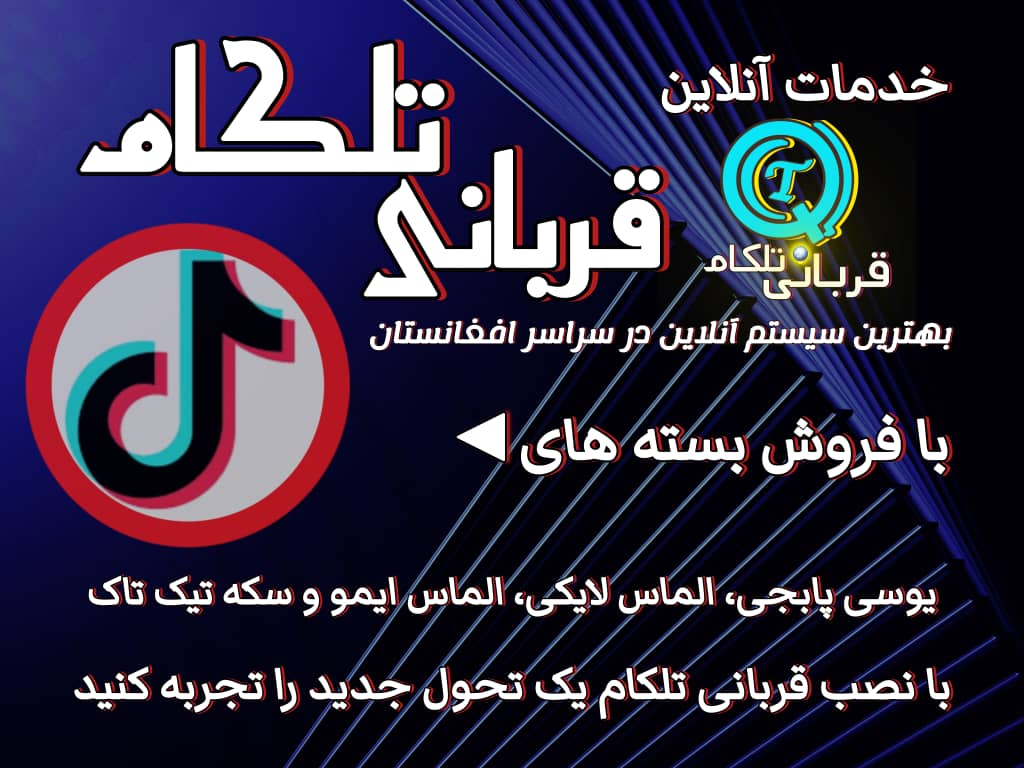 خدمات آنلاین
تلکام
قربانی
QT
قربانی تلکام
بهترین سیستم آنلاین در سراسر افغانستان
با فروش بسته های
یوسی پابجی، الماس لایکی، الماس ایمو و سکه تیک تاک
با نصب قربانی تلکام یک تحول جدید را تجربه کنید